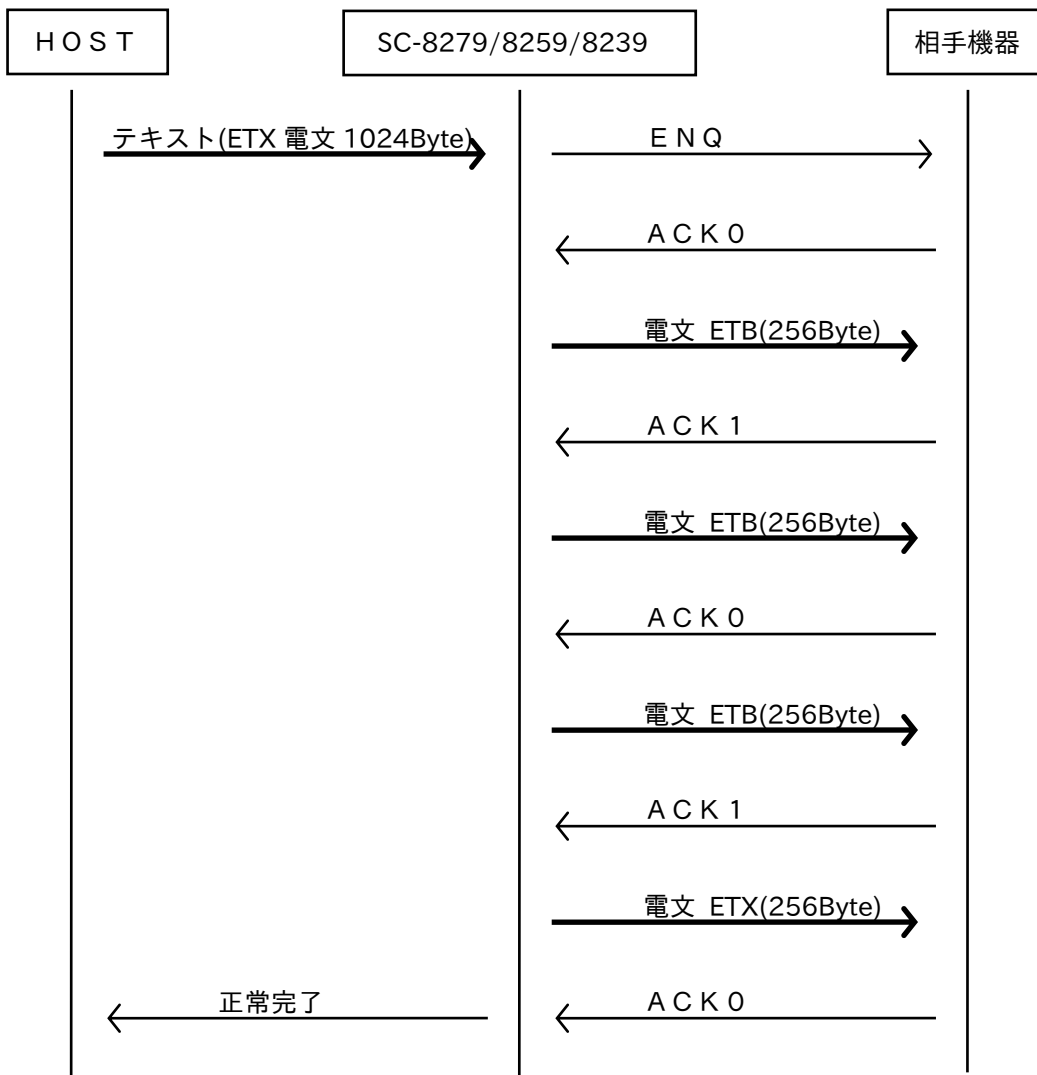 ＨＯＳＴ
SC-8279/8259/8239
相手機器
テキスト(ETX 電文 1024Byte)
ＥＮＱ
ＡＣＫ０
電文 ETB(256Byte)
ＡＣＫ１
電文 ETB(256Byte)
ＡＣＫ０
電文 ETB(256Byte)
ＡＣＫ１
電文 ETX(256Byte)
正常完了
ＡＣＫ０